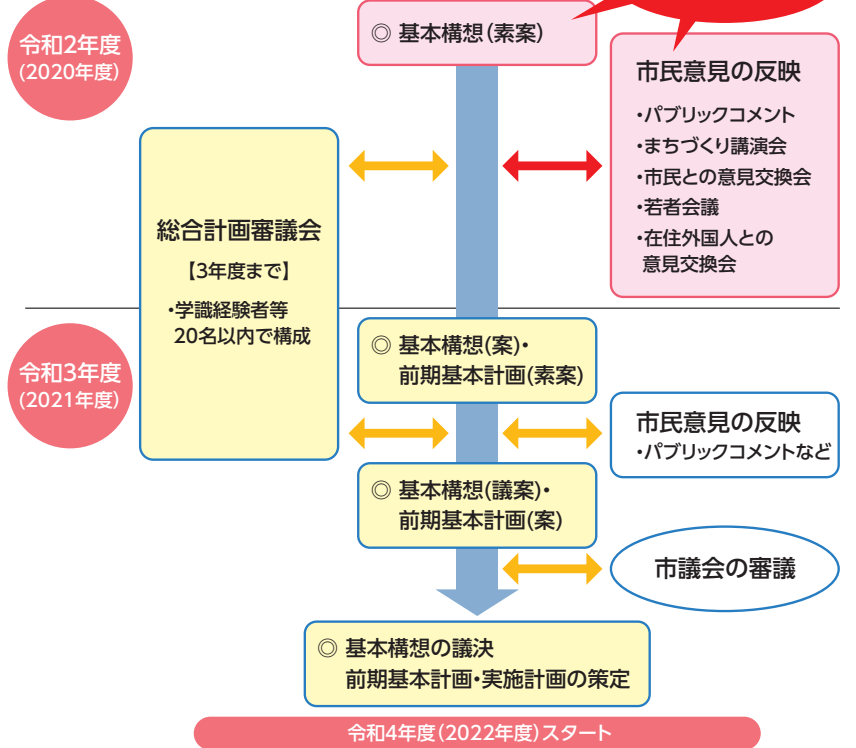 令和2年度
(2020年度)
◎ 基本構想(素案)
市民意見の反映
・パブリックコメント
・まちづくり講演会
・市民との意見交換会
・若者会議
・在住外国人との
意見交換会
総合計画審議会
【3年度まで】
・学識経験者等
20名以内で構成
令和3年度
(2021年度)
◎ 基本構想(案)・
前期基本計画(素案)
市民意見の反映
・パブリックコメントなど
◎ 基本構想(議案)・
前期基本計画(案)
市議会の審議
◎ 基本構想の議決
前期基本計画・実施計画の策定
令和4年度(2022年度)スタート